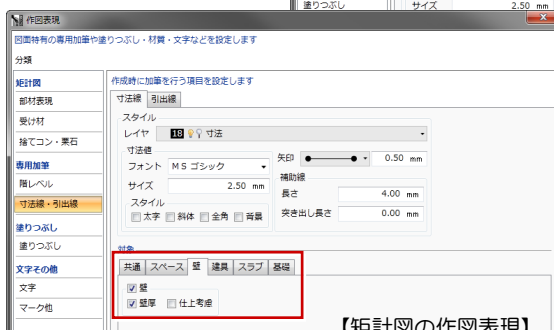 塗りつぶし サイズ 2.50 mm
作図表現
図面特有の専用加筆や塗りつぶし・材質・文字などを設定します
分類
矩計図
部材表現
受け材
捨てコン・栗石
専用加筆
階レベル
寸法線・引出線
塗りつぶし
塗りつぶし
文字その他
文字
マーク他
作成時に加筆を行う項目を設定します
寸法線 引出線
スタイル
レイヤ 18 寸法
寸法値
フォント ＭＳ ゴシック
サイズ 2.50 mm
スタイル
太字 斜体 全角 背景
矢印 0.50 mm
補助線
長さ 4.00 mm
突き出し長さ 0.00 mm
対象
共通 スペース 壁 建具 スラブ 基礎
壁
壁厚 仕上考慮
【矩計図の作図表現】